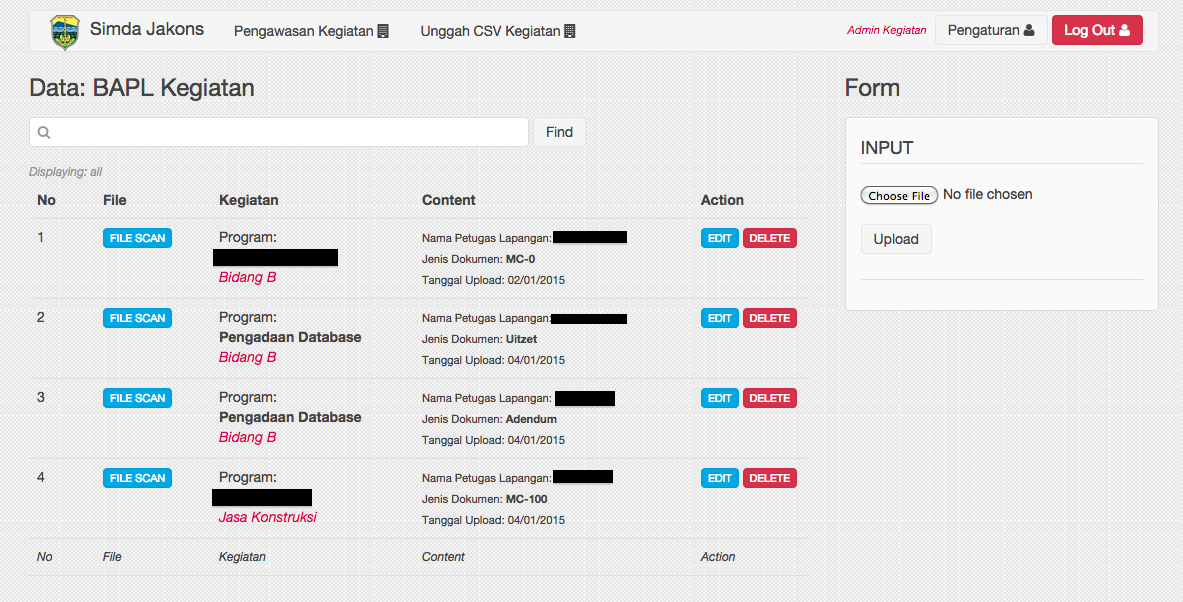 Simda Jakons Pengawasan Kegiatan Unggah CSV Kegiatan Admin Kegiatan Pengaturan Log Out
Data: BAPL Kegiatan
Find
Displaying: all
No File Kegiatan Content Action
1 FILE SCAN Program: Nama Petugas Lapangan: EDIT DELETE
Jenis Dokumen: MC-0
Bidang B Tanggal Upload: 02/01/2015
2 FILE SCAN Program: Nama Petugas Lapangan: EDIT DELETE
Pengadaan Database Jenis Dokumen: Uitzet
Bidang B Tanggal Upload: 04/01/2015
3 FILE SCAN Program: Nama Petugas Lapangan: EDIT DELETE
Pengadaan Database Jenis Dokumen: Adendum
Bidang B Tanggal Upload: 04/01/2015
4 FILE SCAN Program: Nama Petugas Lapangan: EDIT DELETE
Jenis Dokumen: MC-100
Jasa Konstruksi Tanggal Upload: 04/01/2015
No File Kegiatan Content Action
Form
INPUT
Choose File No file chosen
Upload